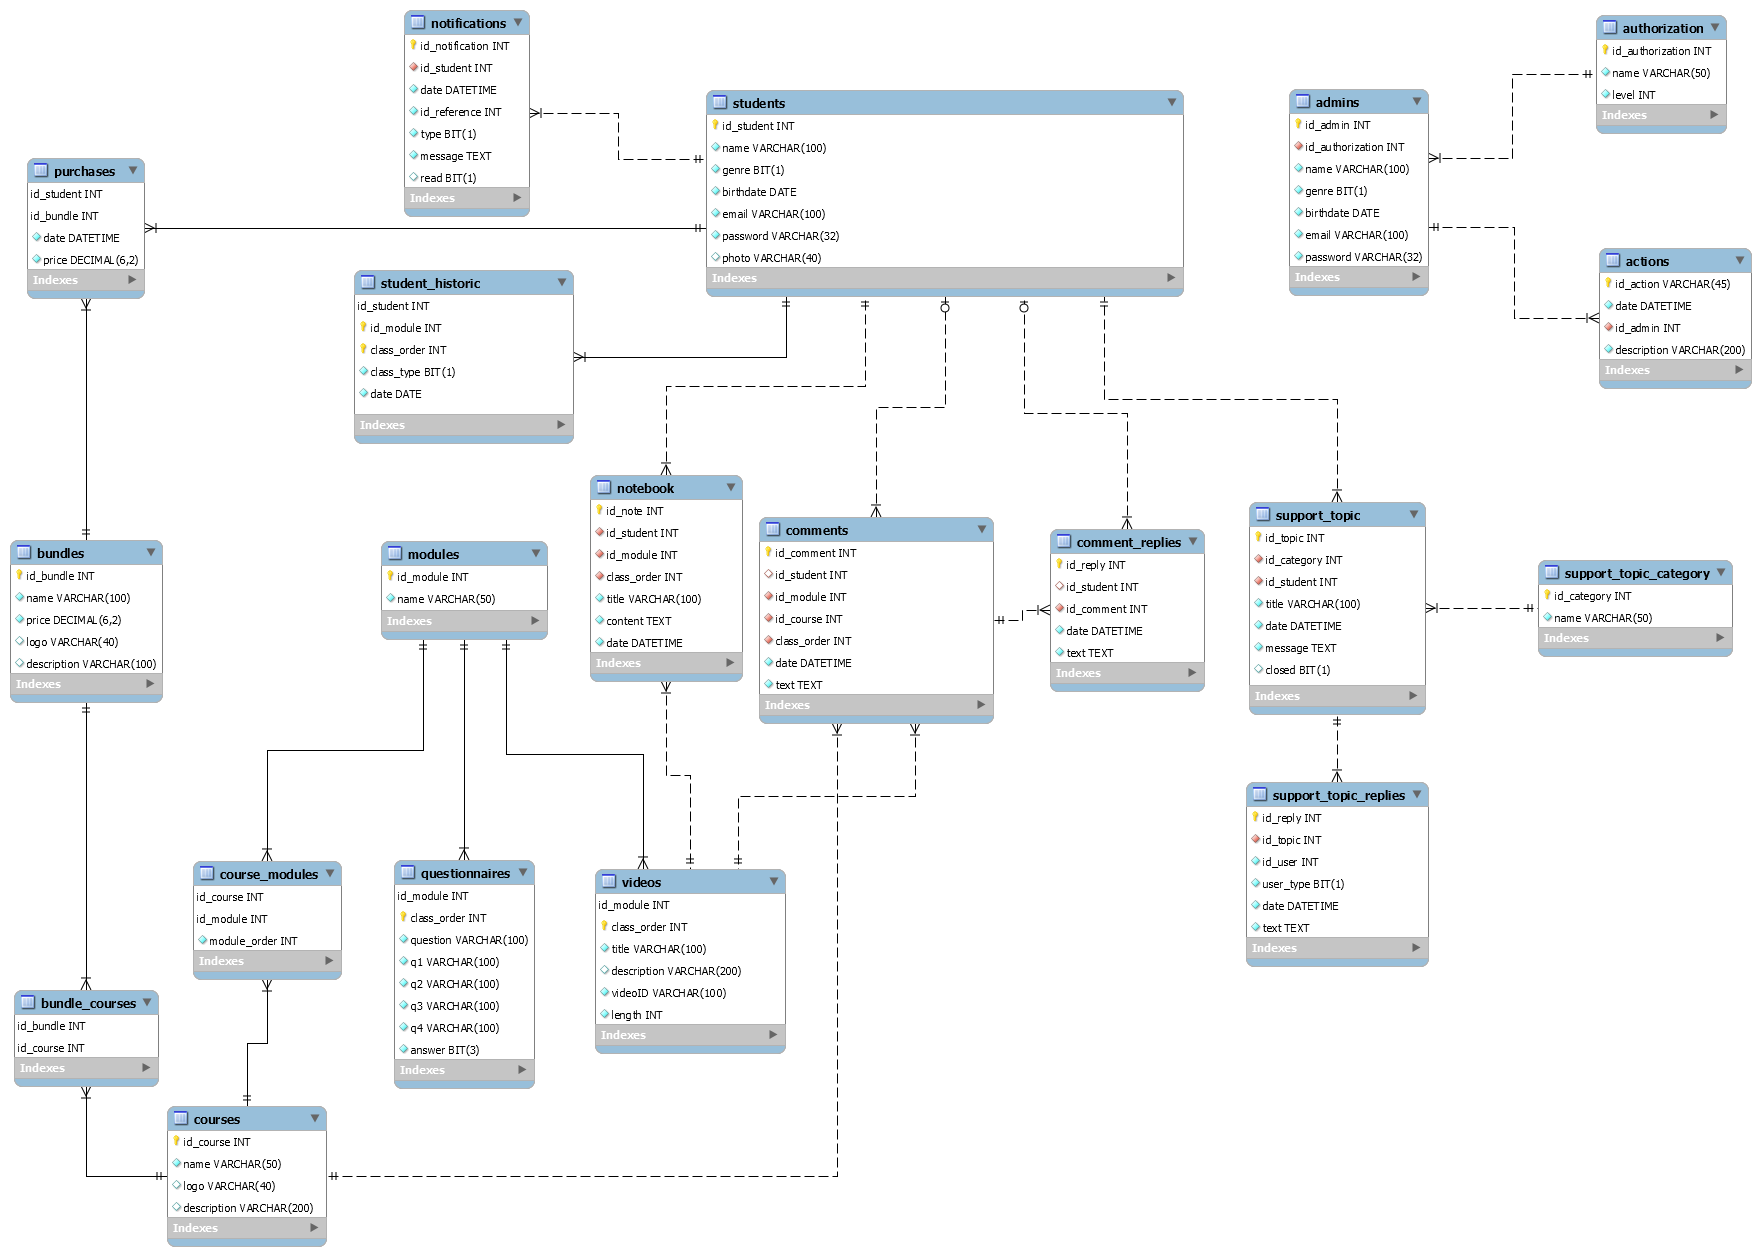 notifications
id_notification INT
id_student INT
date DATETIME
id_reference INT
type BIT(1)
message TEXT
read BIT(1)
Indexes
authorization
id_authorization INT
name VARCHAR(50)
level INT
Indexes
students
id_student INT
name VARCHAR(100)
genre BIT(1)
birthdate DATE
email VARCHAR(100)
password VARCHAR(32)
photo VARCHAR(40)
Indexes
admins
id_admin INT
id_authorization INT
name VARCHAR(100)
genre BIT(1)
birthdate DATE
email VARCHAR(100)
password VARCHAR(32)
Indexes
purchases
id_student INT
id_bundle INT
date DATETIME
price DECIMAL(6,2)
Indexes
actions
id_action VARCHAR(45)
date DATETIME
id_admin INT
description VARCHAR(200)
Indexes
student_historic
id_student INT
id_module INT
class_order INT
class_type BIT(1)
date DATE
Indexes
notebook
id_note INT
id_student INT
id_module INT
class_order INT
title VARCHAR(100)
content TEXT
date DATETIME
Indexes
comments
id_comment INT
id_student INT
id_module INT
id_course INT
class_order INT
date DATETIME
text TEXT
Indexes
comment_replies
id_reply INT
id_student INT
id_comment INT
date DATETIME
text TEXT
Indexes
support_topic
id_topic INT
id_category INT
id_student INT
title VARCHAR(100)
date DATETIME
message TEXT
closed BIT(1)
Indexes
support_topic_category
id_category INT
name VARCHAR(50)
Indexes
bundles
id_bundle INT
name VARCHAR(100)
price DECIMAL(6,2)
logo VARCHAR(40)
description VARCHAR(100)
Indexes
modules
id_module INT
name VARCHAR(50)
Indexes
support_topic_replies
id_reply INT
id_topic INT
id_user INT
user_type BIT(1)
date DATETIME
text TEXT
Indexes
course_modules
id_course INT
id_module INT
module_order INT
Indexes
questionnaires
id_module INT
class_order INT
question VARCHAR(100)
q1 VARCHAR(100)
q2 VARCHAR(100)
q3 VARCHAR(100)
q4 VARCHAR(100)
answer BIT(3)
Indexes
videos
id_module INT
class_order INT
title VARCHAR(100)
description VARCHAR(200)
videoID VARCHAR(100)
length INT
Indexes
bundle_courses
id_bundle INT
id_course INT
Indexes
courses
id_course INT
name VARCHAR(50)
logo VARCHAR(40)
description VARCHAR(200)
Indexes